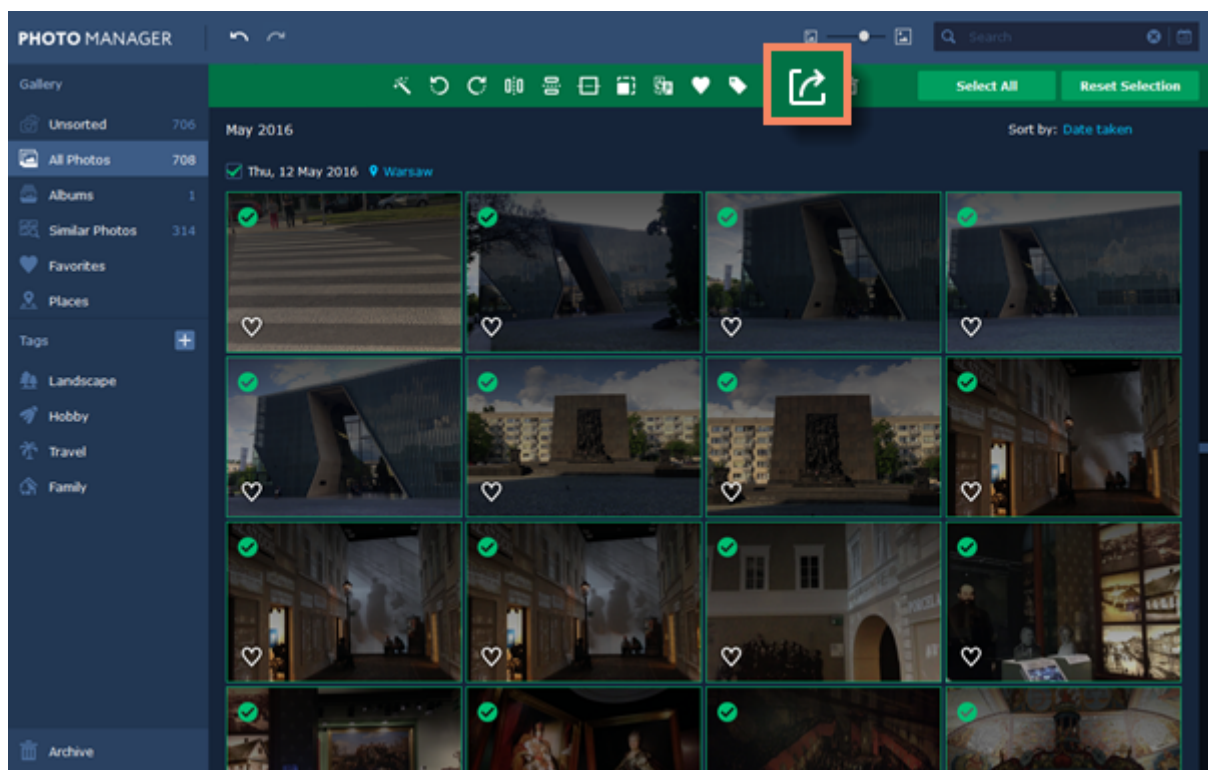 PHOTO MANAGER
Search
Gallery
Select All
Reset Selection
Unsorted 706
All Photos 708
Albums 1
Similar Photos 314
Favorites
Places
Tags
Landscape
Hobby
Travel
Family
Archive
May 2016
Sort by: Date taken
Thu, 12 May 2016 Warsaw